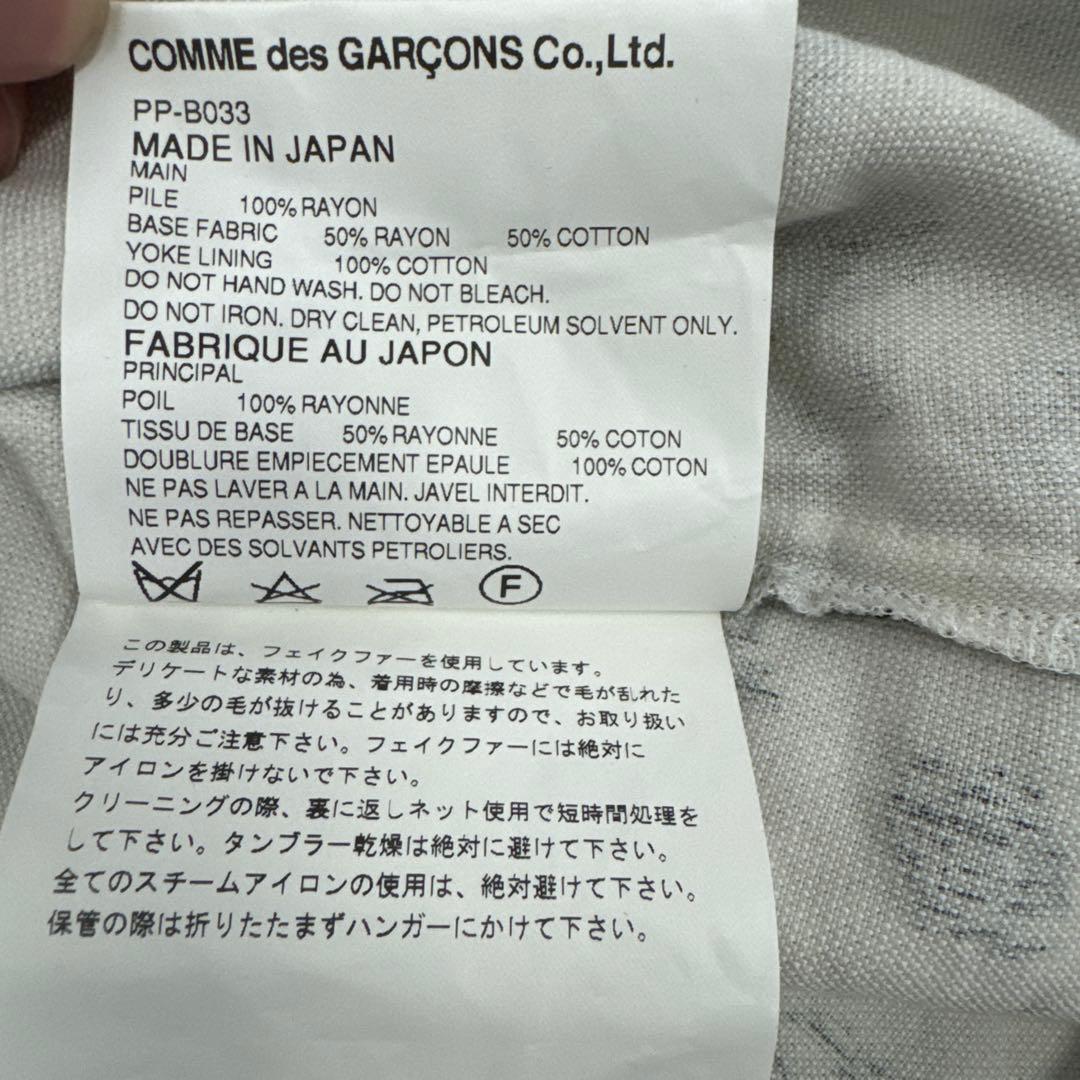 COMME des GARÇONS Co.,Ltd.
PP-B033
MADE IN JAPAN
MAIN
PILE 100% RAYON
BASE FABRIC 50% RAYON 50% COTTON
YOKE LINING 100% COTTON
DO NOT HAND WASH. DO NOT BLEACH.
DO NOT IRON. DRY CLEAN, PETROLEUM SOLVENT ONLY.
FABRIQUE AU JAPON
PRINCIPAL
POIL 100% RAYONNE
TISSU DE BASE 50% RAYONNE 50% COTON
DOUBLURE EMPIECEMENT EPAULE 100% COTON
NE PAS LAVER A LA MAIN. JAVEL INTERDIT.
NE PAS REPASSER. NETTOYABLE A SEC
AVEC DES SOLVANTS PETROLIERS.
F
この製品は、フェイクファーを使用しています。
デリケートな素材の為、着用時の摩擦などで毛が乱れた
り、多少の毛が抜けることがありますので、お取り扱い
には充分ご注意下さい。フェイクファーには絶対に
アイロンを掛けないで下さい。
クリーニングの際、裏に返しネット使用で短時間処理を
して下さい。タンブラー乾燥は絶対に避けて下さい。
全てのスチームアイロンの使用は、絶対避けて下さい。
保管の際は折りたたまずハンガーにかけて下さい。